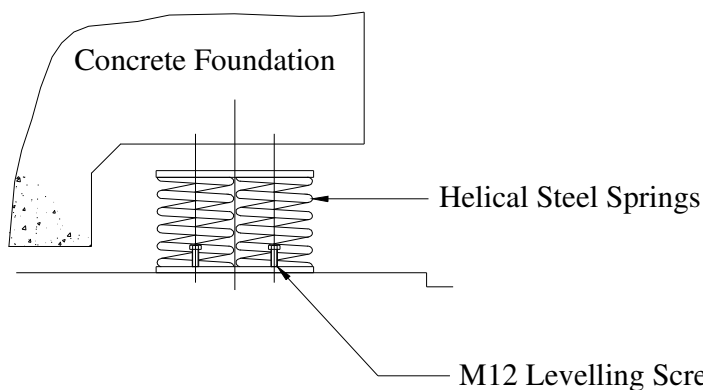 Concrete Foundation
Helical Steel Springs
M12 Levelling Scre